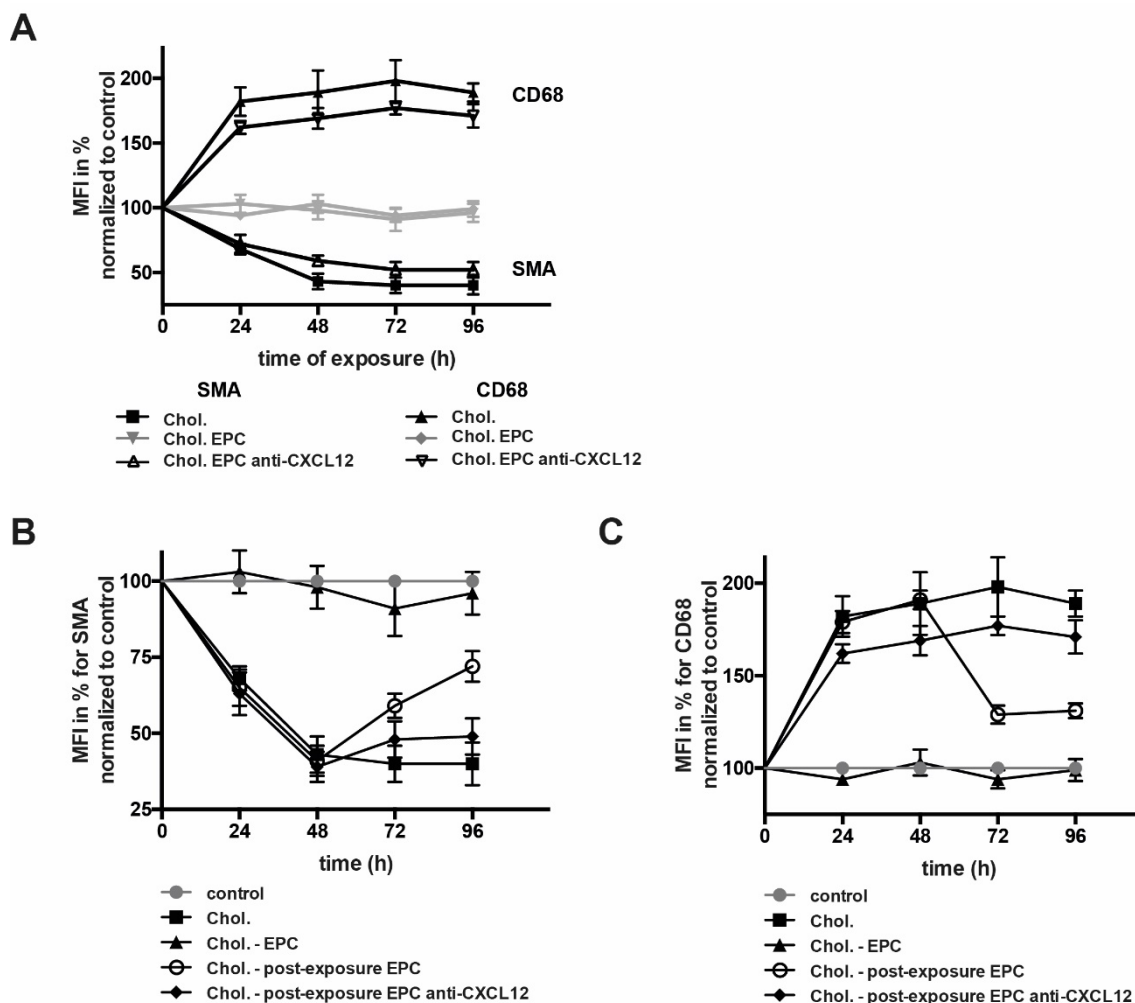 A
MFI in %
normalized to control
200
150
100
50
0 24 48 72 96
time of exposure (h)
CD68
SMA
SMA CD68
Chol. Chol.
Chol. EPC Chol. EPC
Chol. EPC anti-CXCL12 Chol. EPC anti-CXCL12
B
MFI in % for SMA
normalized to control
100
75
50
25
0 24 48 72 96
time (h)
control
Chol.
Chol. - EPC
Chol. - post-exposure EPC
Chol. - post-exposure EPC anti-CXCL12
C
MFI in % for CD68
normalized to control
200
150
100
0 24 48 72 96
time (h)
control
Chol.
Chol. - EPC
Chol. - post-exposure EPC
Chol. - post-exposure EPC anti-CXCL12